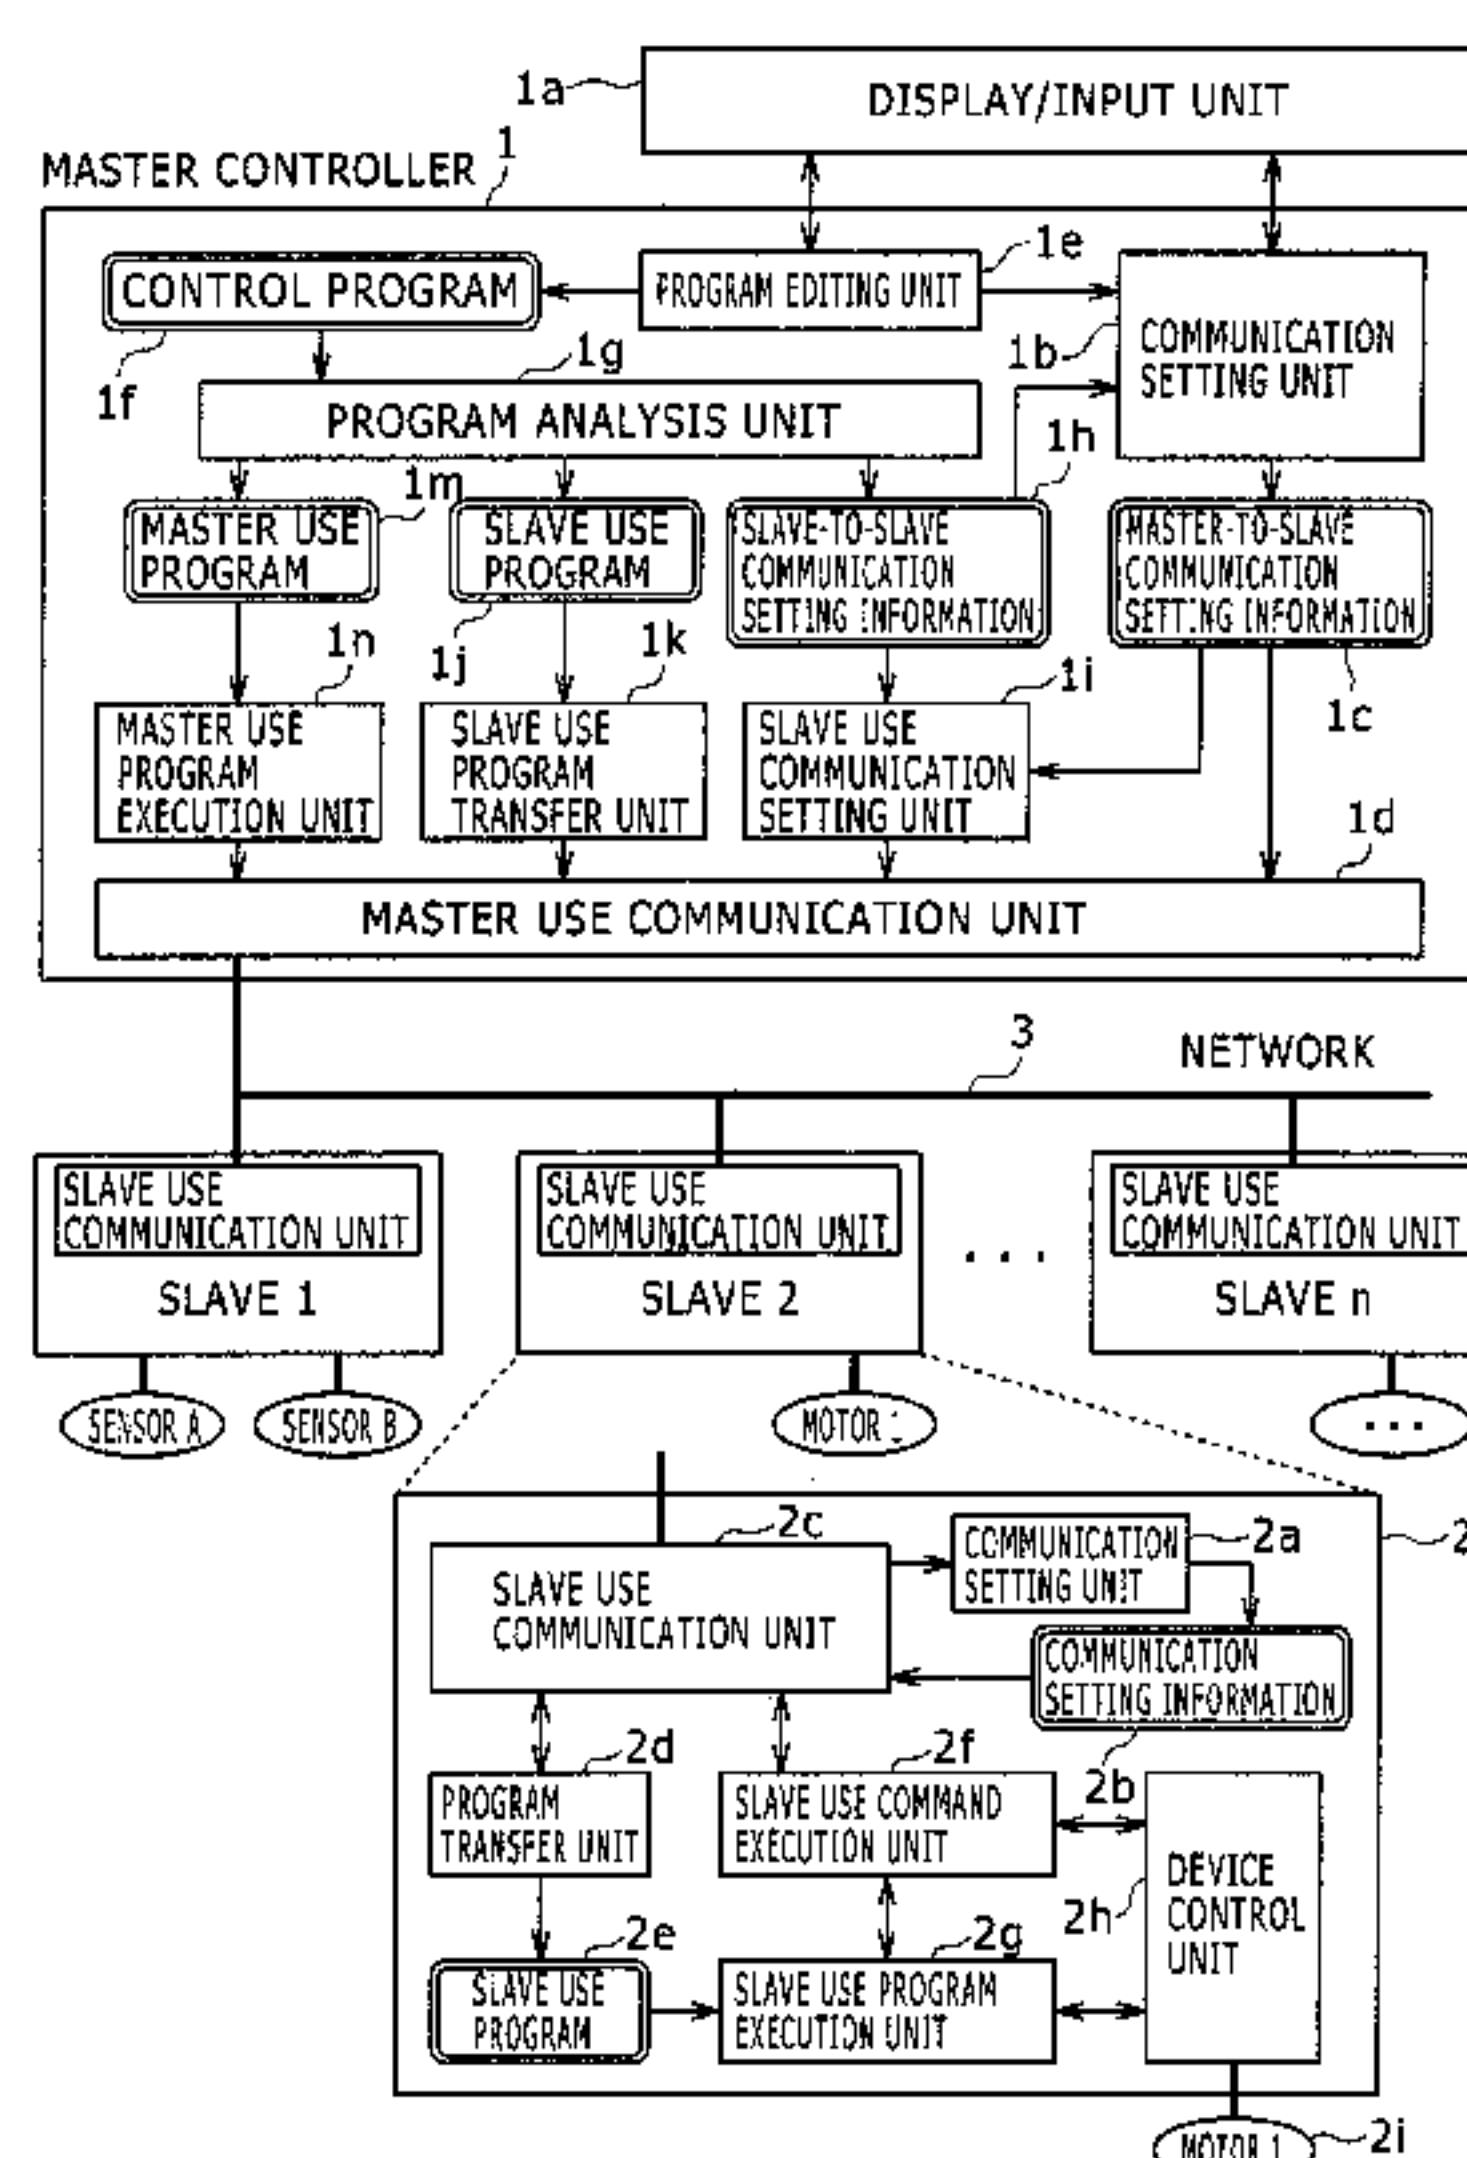 1a
DISPLAY/INPUT UNIT
1
MASTER CONTROLLER
CONTROL PROGRAM
PROGRAM EDITING UNIT
1e
1b
COMMUNICATION
SETTING UNIT
1f
1g
PROGRAM ANALYSIS UNIT
1h
1m
MASTER USE
PROGRAM
SLAVE USE
PROGRAM
SLAVE-TO-SLAVE
COMMUNICATION
SETTING INFORMATION
MASTER-TO-SLAVE
COMMUNICATION
SETTING INFORMATION
1n
1j
1k
1i
1c
MASTER USE
PROGRAM
EXECUTION UNIT
SLAVE USE
PROGRAM
TRANSFER UNIT
SLAVE USE
COMMUNICATION
SETTING UNIT
1d
MASTER USE COMMUNICATION UNIT
3
NETWORK
SLAVE USE
COMMUNICATION UNIT
SLAVE 1
SLAVE USE
COMMUNICATION UNIT
SLAVE 2
. . .
SLAVE USE
COMMUNICATION UNIT
SLAVE n
SENSOR A
SENSOR B
MOTOR 1
. . .
2c
SLAVE USE
COMMUNICATION UNIT
COMMUNICATION
SETTING UNIT
2a
2
COMMUNICATION
SETTING INFORMATION
2b
2d
PROGRAM
TRANSFER UNIT
2f
SLAVE USE COMMAND
EXECUTION UNIT
2h
DEVICE
CONTROL
UNIT
2e
SLAVE USE
PROGRAM
2g
SLAVE USE PROGRAM
EXECUTION UNIT
MOTOR 1
2i